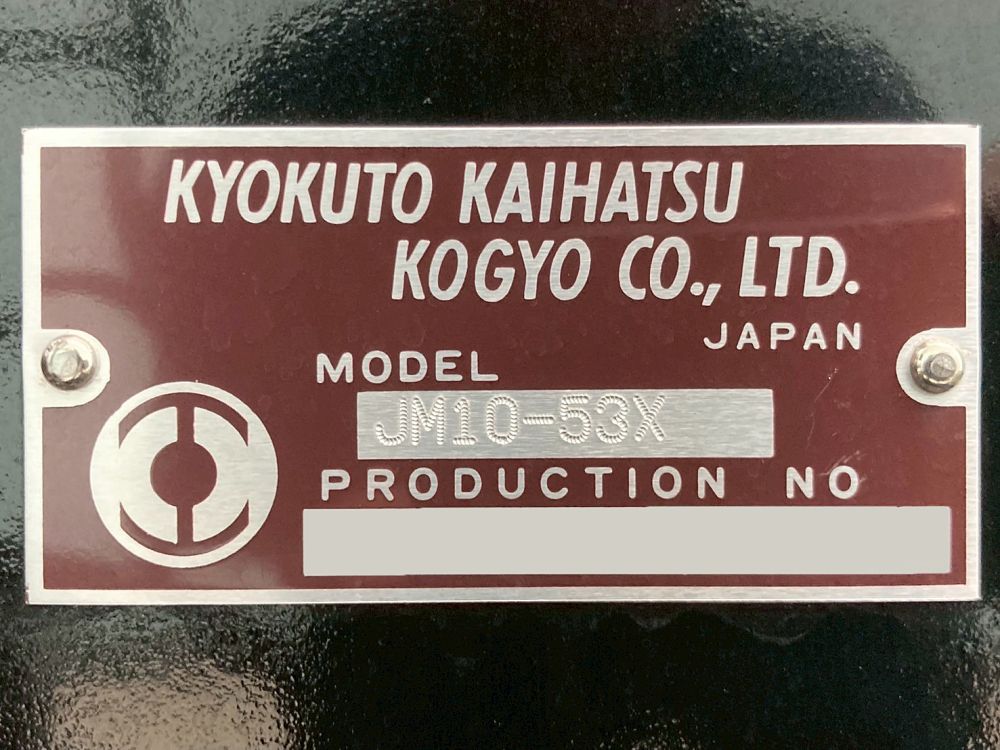 KYOKUTO KAIHATSU
KOGYO CO., LTD.
JAPAN
MODEL
JM10-53X
PRODUCTION NO